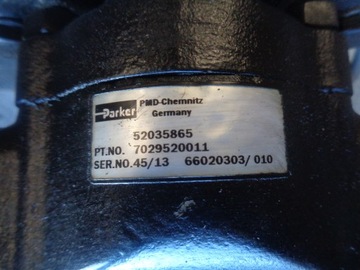 Parker PMD-Chemnitz
Germany
52035865
PT.NO. 7029520011
SER.NO.45/13 66020303/ 010